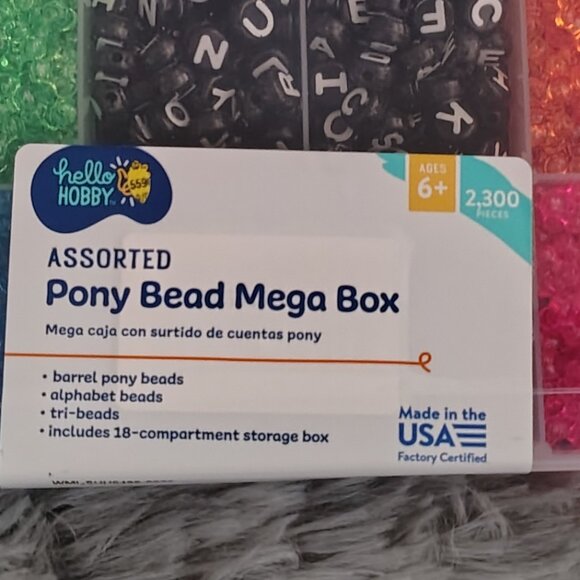 hello
HOBBY
AGES
6+
2,300
PIECES
ASSORTED
Pony Bead Mega Box
Mega caja con surtido de cuentas pony
• barrel pony beads
• alphabet beads
• tri-beads
• includes 18-compartment storage box
Made in the
USA
Factory Certified